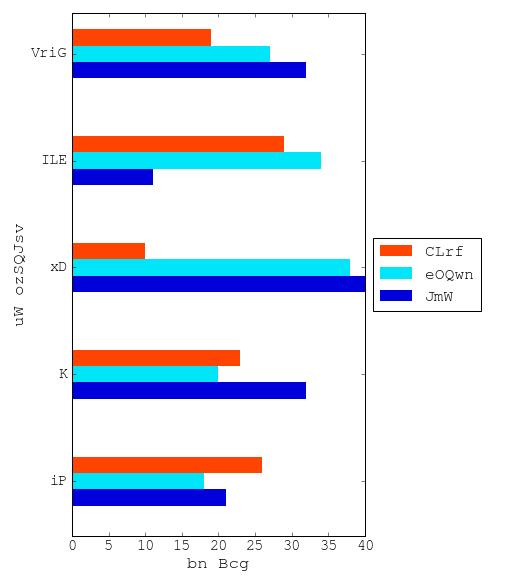 VriG
ILE
xD
K
iP
uW ozSQJsv
0 5 10 15 20 25 30 35 40
bn Bcg
CLrf
eOQwn
JmW